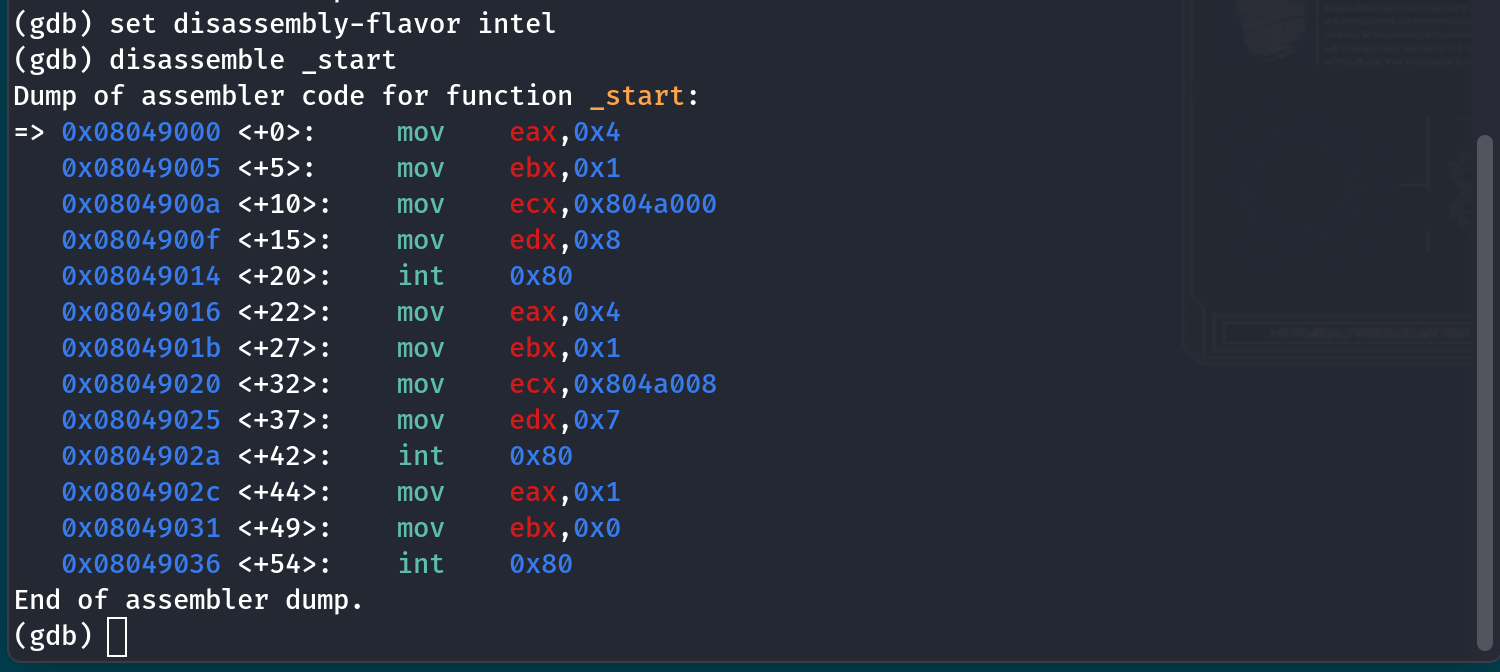 (gdb) set disassembly-flavor intel
(gdb) disassemble _start
Dump of assembler code for function _start:
=> 0x08049000 <+0>:     mov    eax,0x4
   0x08049005 <+5>:     mov    ebx,0x1
   0x0804900a <+10>:    mov    ecx,0x804a000
   0x0804900f <+15>:    mov    edx,0x8
   0x08049014 <+20>:    int    0x80
   0x08049016 <+22>:    mov    eax,0x4
   0x0804901b <+27>:    mov    ebx,0x1
   0x08049020 <+32>:    mov    ecx,0x804a008
   0x08049025 <+37>:    mov    edx,0x7
   0x0804902a <+42>:    int    0x80
   0x0804902c <+44>:    mov    eax,0x1
   0x08049031 <+49>:    mov    ebx,0x0
   0x08049036 <+54>:    int    0x80
End of assembler dump.
(gdb)